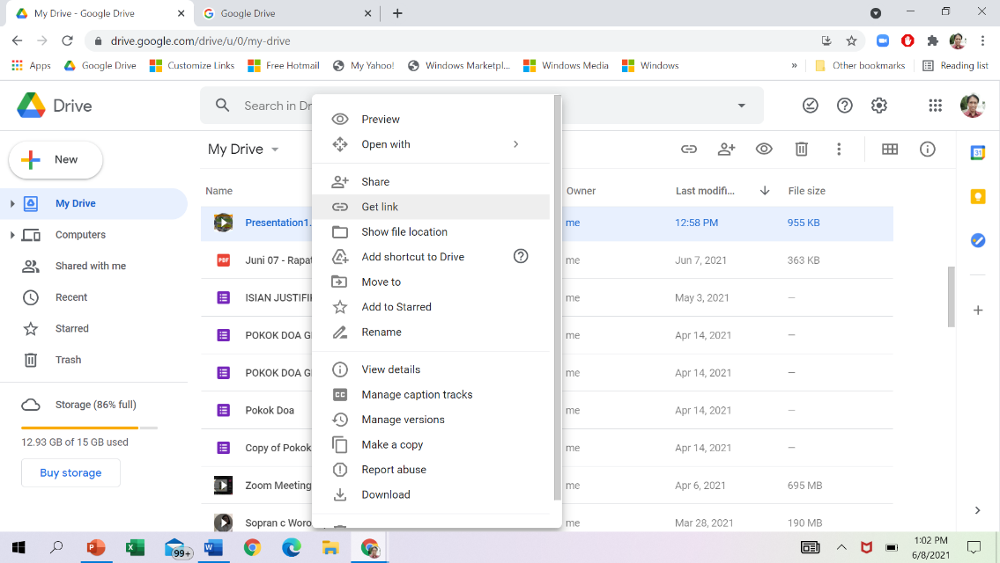 My Drive - Google Drive
Google Drive
drive.google.com/drive/u/0/my-drive
Apps
Google Drive
Customize Links
Free Hotmail
My Yahoo!
Windows Marketpl...
Windows Media
Windows
»
Other bookmarks
Reading list
Drive
Search in Dr
My Drive
New
My Drive
Computers
Shared with me
Recent
Starred
Trash
Storage (86% full)
12.93 GB of 15 GB used
Buy storage
Name
Owner
Last modifi...
File size
Presentation1.
me
12:58 PM
955 KB
PDF
Juni 07 - Rapat
me
Jun 7, 2021
363 KB
ISIAN JUSTIFI
me
May 3, 2021
—
POKOK DOA G
me
Apr 14, 2021
—
POKOK DOA G
me
Apr 14, 2021
—
Pokok Doa
me
Apr 14, 2021
—
Copy of Pokok
me
Apr 14, 2021
—
Zoom Meeting
me
Apr 6, 2021
695 MB
Sopran c Woro
me
Mar 28, 2021
190 MB
Preview
Open with
Share
Get link
Show file location
Add shortcut to Drive
Move to
Add to Starred
Rename
View details
CC
Manage caption tracks
Manage versions
Make a copy
Report abuse
Download
31
99+
1:02 PM
6/8/2021